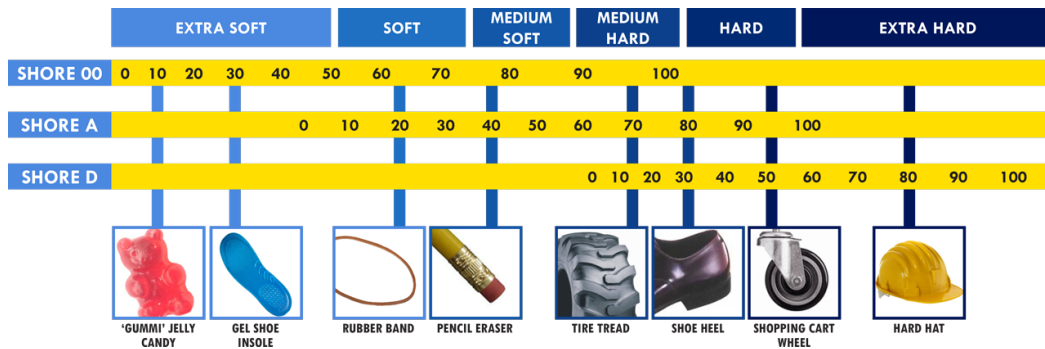 EXTRA SOFT SOFT MEDIUM SOFT MEDIUM HARD HARD EXTRA HARD
SHORE 00 0 10 20 30 40 50 60 70 80 90 100
SHORE A 0 10 20 30 40 50 60 70 80 90 100
SHORE D 0 10 20 30 40 50 60 70 80 90 100
‘GUMMI’ JELLY CANDY
GEL SHOE INSOLE
RUBBER BAND
PENCIL ERASER
TIRE TREAD
SHOE HEEL
SHOPPING CART WHEEL
HARD HAT